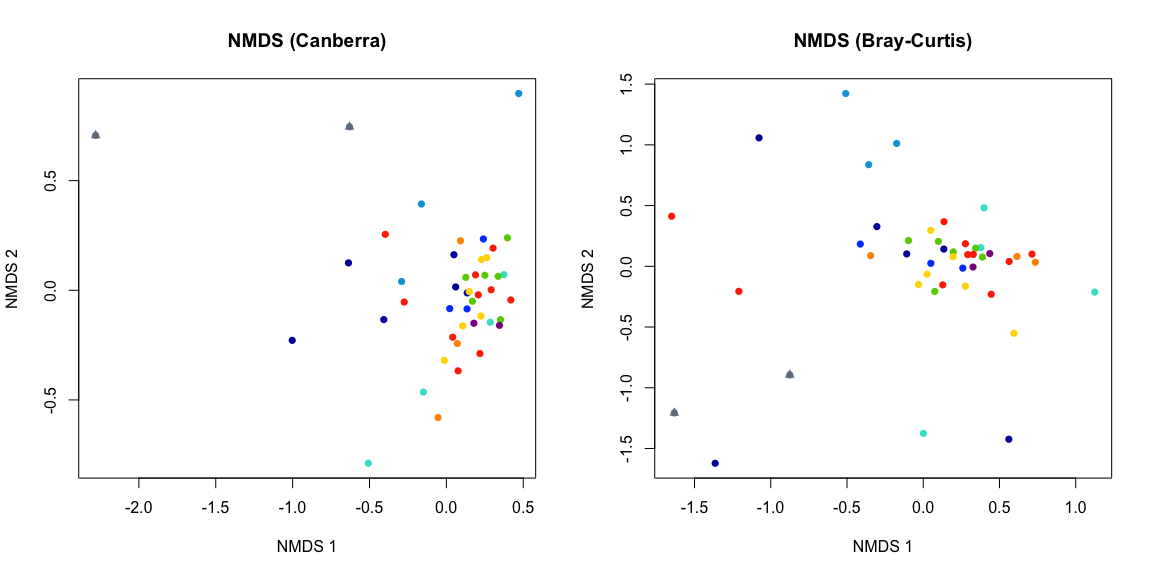 NMDS (Canberra)
NMDS 2
0.5
0.0
-0.5
-2.0 -1.5 -1.0 -0.5 0.0 0.5
NMDS 1
NMDS (Bray-Curtis)
NMDS 2
1.5
1.0
0.5
0.0
-0.5
-1.0
-1.5
-1.5 -1.0 -0.5 0.0 0.5 1.0
NMDS 1